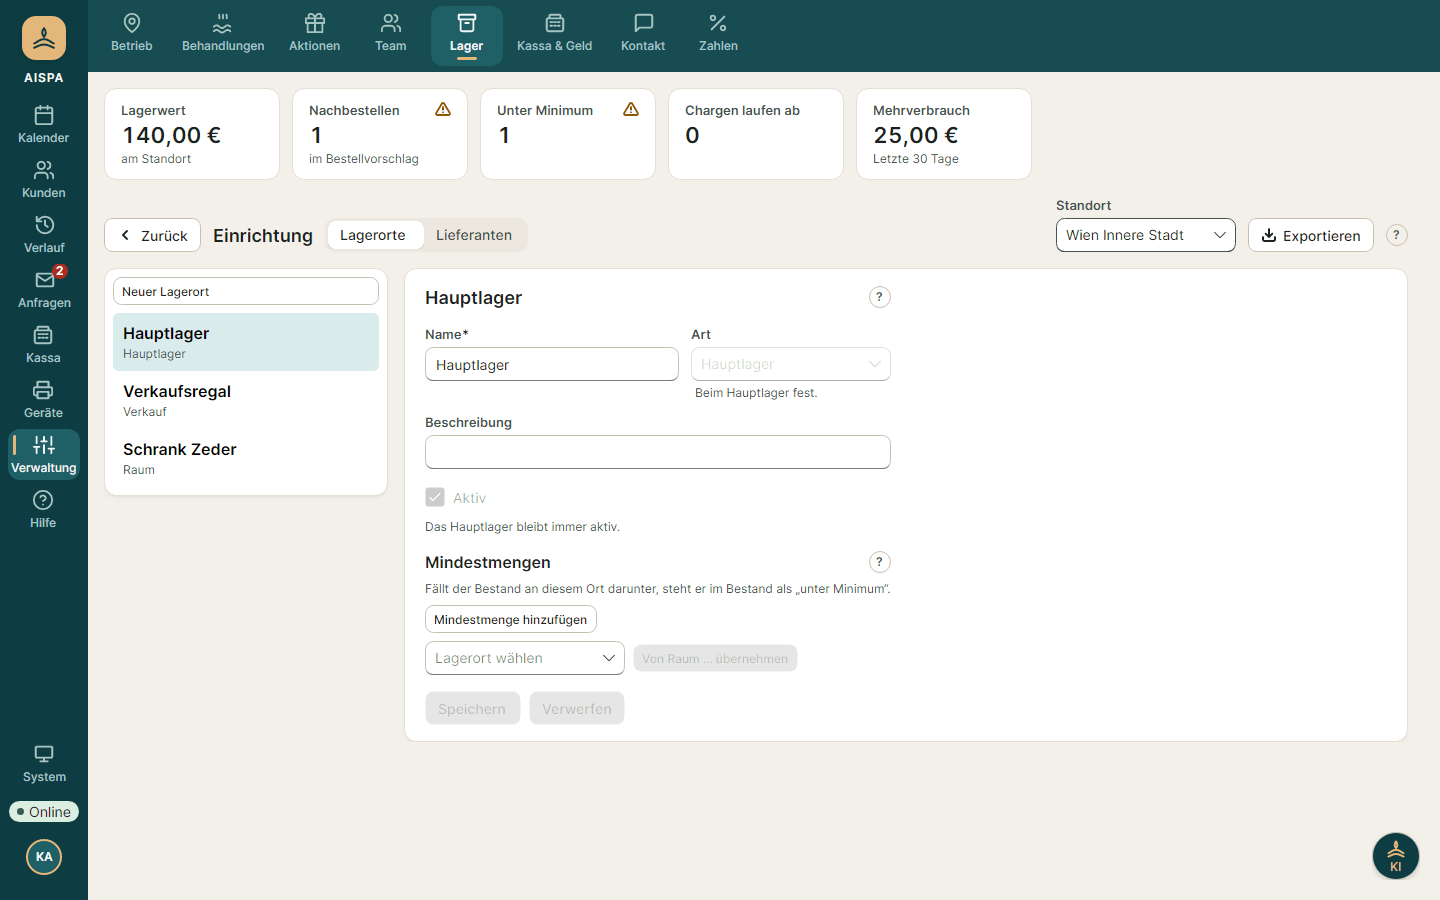 AISPA
Kalender
Kunden
Verlauf
2
Anfragen
Kassa
Geräte
Verwaltung
Hilfe
System
Online
KA
Betrieb
Behandlungen
Aktionen
Team
Lager
Kassa & Geld
Kontakt
Zahlen
Lagerwert
140,00 €
am Standort
Nachbestellen
1
im Bestellvorschlag
Unter Minimum
1
Chargen laufen ab
0
Mehrverbrauch
25,00 €
Letzte 30 Tage
Zurück
Einrichtung
Lagerorte
Lieferanten
Standort
Wien Innere Stadt
Exportieren
?
Neuer Lagerort
Hauptlager
Hauptlager
Verkaufsregal
Verkauf
Schrank Zeder
Raum
Hauptlager
?
Name*
Art
Hauptlager
Hauptlager
Beim Hauptlager fest.
Beschreibung
Aktiv
Das Hauptlager bleibt immer aktiv.
Mindestmengen
?
Fällt der Bestand an diesem Ort darunter, steht er im Bestand als „unter Minimum“.
Mindestmenge hinzufügen
Lagerort wählen
Von Raum ... übernehmen
Speichern
Verwerfen
KI